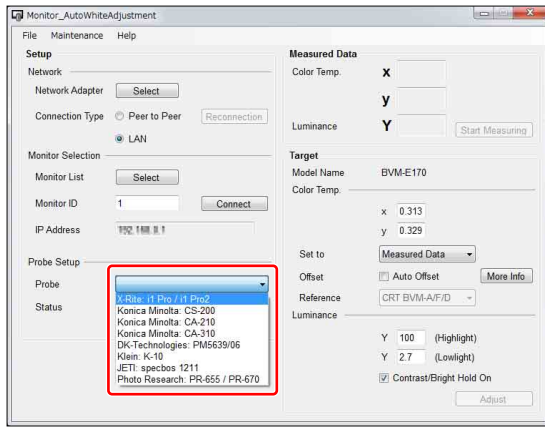 Monitor_AutoWhiteAdjustment
File Maintenance Help
Setup
Network
Network Adapter Select
Connection Type Peer to Peer Reconnection
LAN
Monitor Selection
Monitor List Select
Monitor ID 1 Connect
IP Address
Probe Setup
Probe
Status
X-Rite: i1 Pro / i1 Pro2
Konica Minolta: CS-200
Konica Minolta: CA-210
Konica Minolta: CA-310
DK-Technologies: PM5639/06
Klein: K-10
JETI: specbos 1211
Photo Research: PR-655 / PR-670
Measured Data
Color Temp. x
y
Luminance Y Start Measuring
Target
Model Name BVM-E170
Color Temp.
x 0.313
y 0.329
Set to Measured Data
Offset Auto Offset More Info
Reference CRT BVM-A/F/D
Luminance
Y 100 (Highlight)
Y 2.7 (Lowlight)
Contrast/Bright Hold On
Adjust